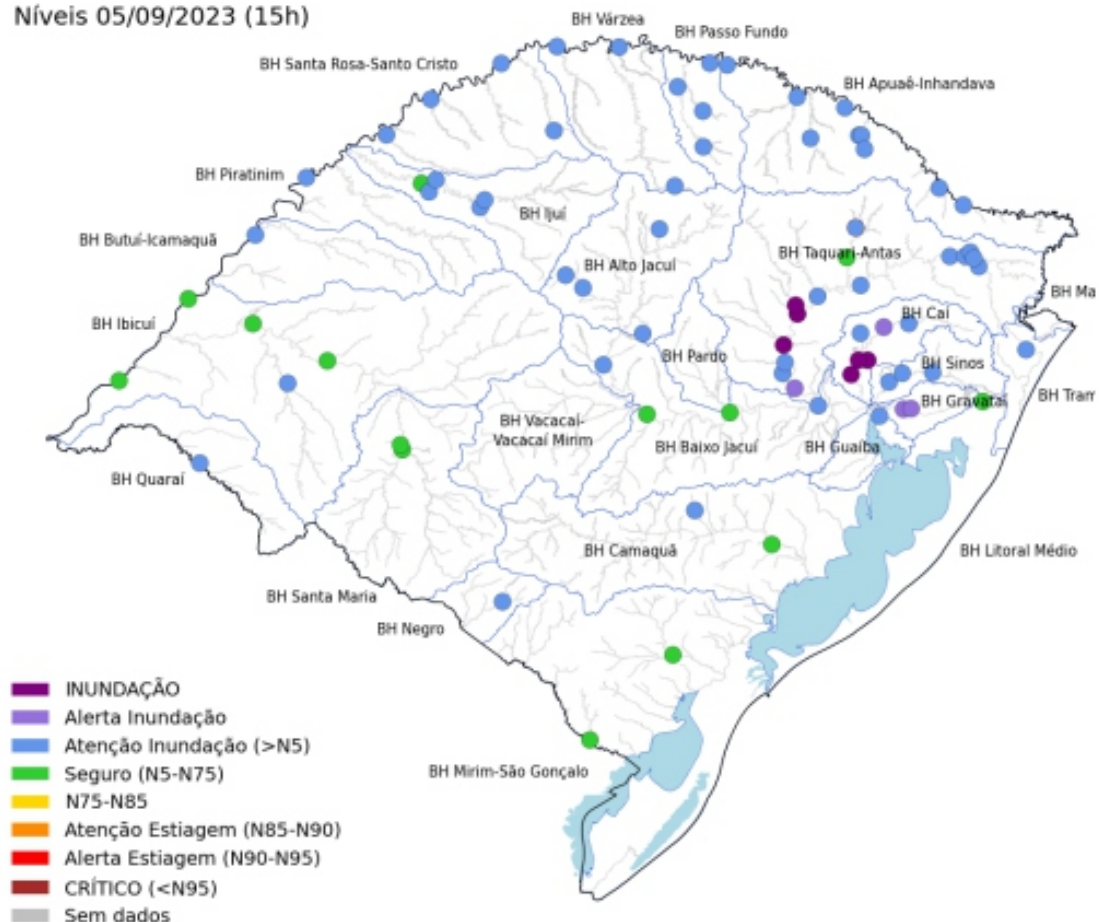 Níveis 05/09/2023 (15h)
BH Várzea
BH Passo Fundo
BH Santa Rosa-Santo Cristo
BH Apuaê-Inhandava
BH Piratinim
BH Ijuí
BH Butuí-Icamaquã
BH Taquari-Antas
BH Alto Jacuí
BH Ma
BH Ibicuí
BH Caí
BH Pardo
BH Sinos
BH Tram
BH Gravataí
BH Vacacaí-
Vacacaí Mirim
BH Baixo Jacuí
BH Guaíba
BH Quaraí
BH Camaquã
BH Litoral Médio
BH Santa Maria
BH Negro
INUNDAÇÃO
Alerta Inundação
Atenção Inundação (>N5)
Seguro (N5-N75)
BH Mirim-São Gonçalo
N75-N85
Atenção Estiagem (N85-N90)
Alerta Estiagem (N90-N95)
CRÍTICO (<N95)
Sem dados